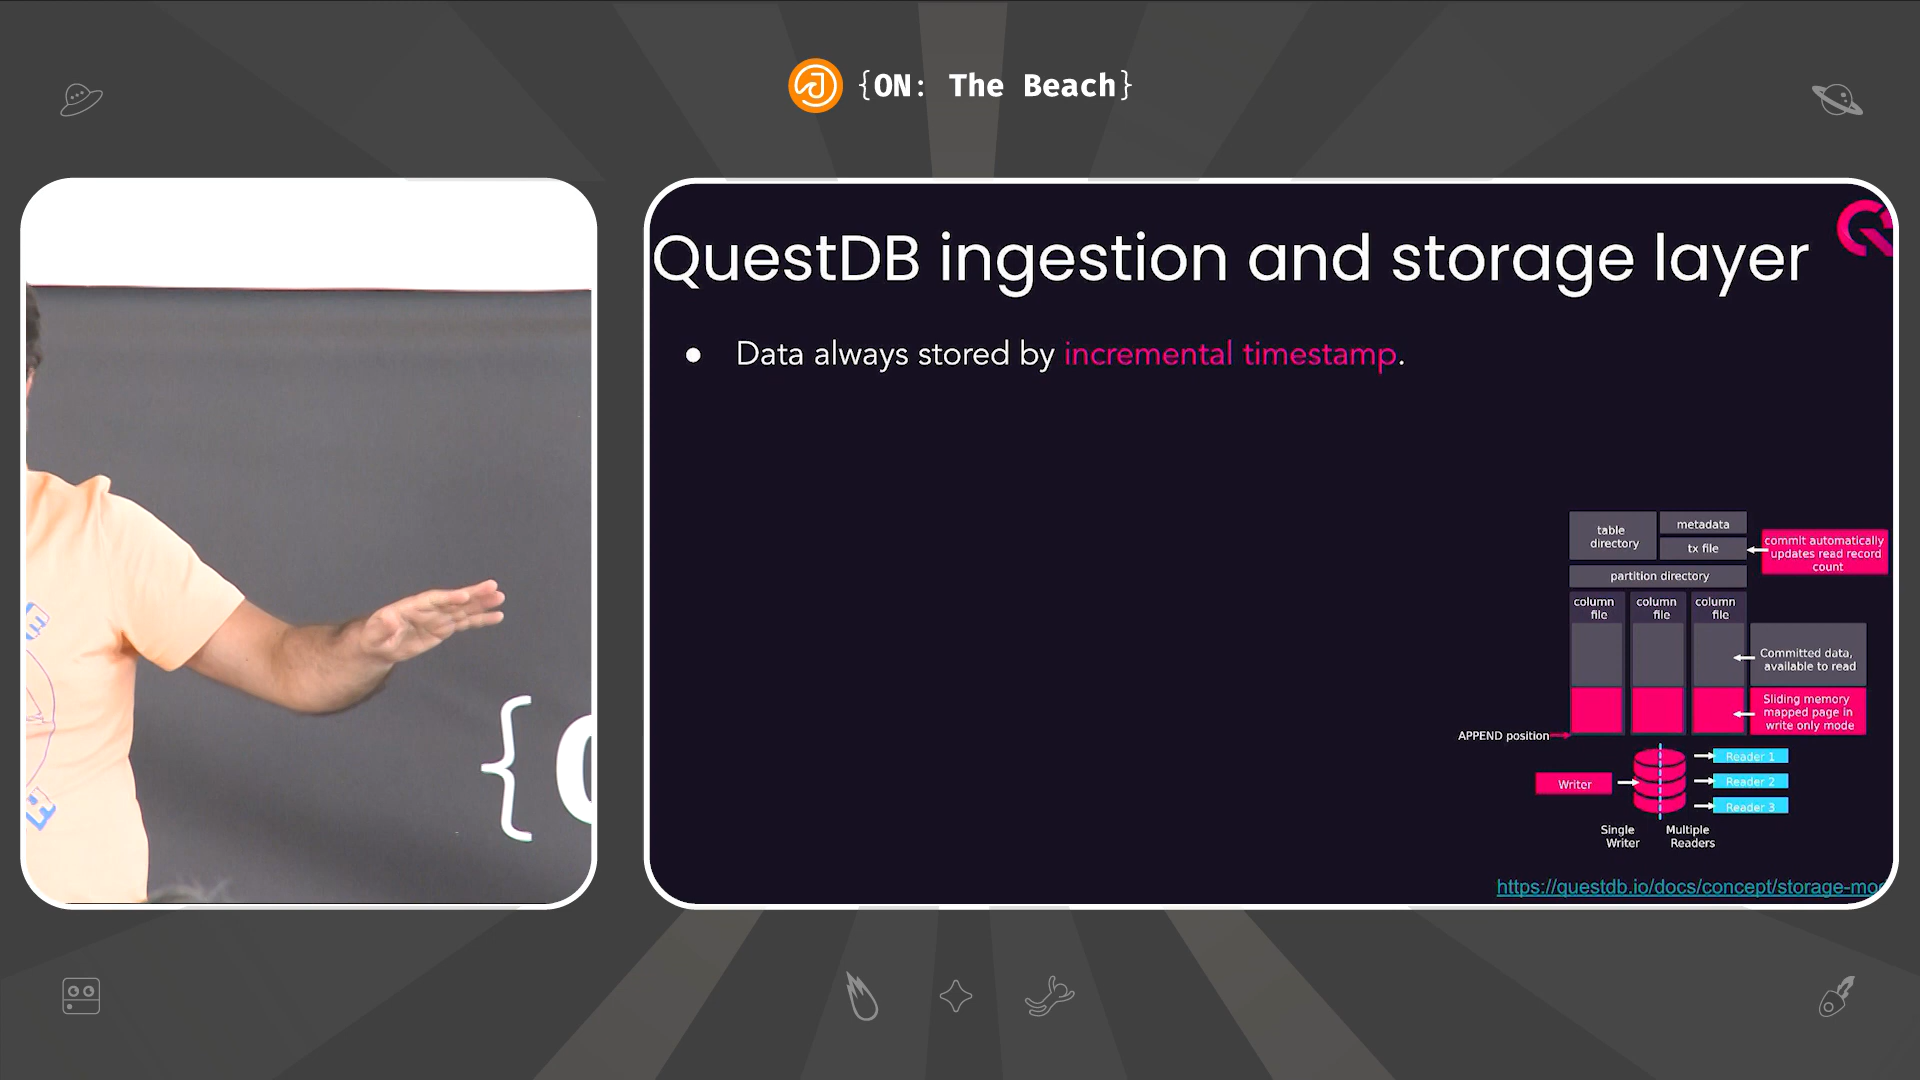 {ON: The Beach}
QuestDB ingestion and storage layer
● Data always stored by incremental timestamp.
table
directory
metadata
tx file
commit automatically
updates read record
count
partition directory
column
file
column
file
column
file
Committed data,
available to read
Sliding memory
mapped page in
write only mode
APPEND position
Writer
Reader 1
Reader 2
Reader 3
Single
Writer
Multiple
Readers
https://questdb.io/docs/concept/storage-mo
{